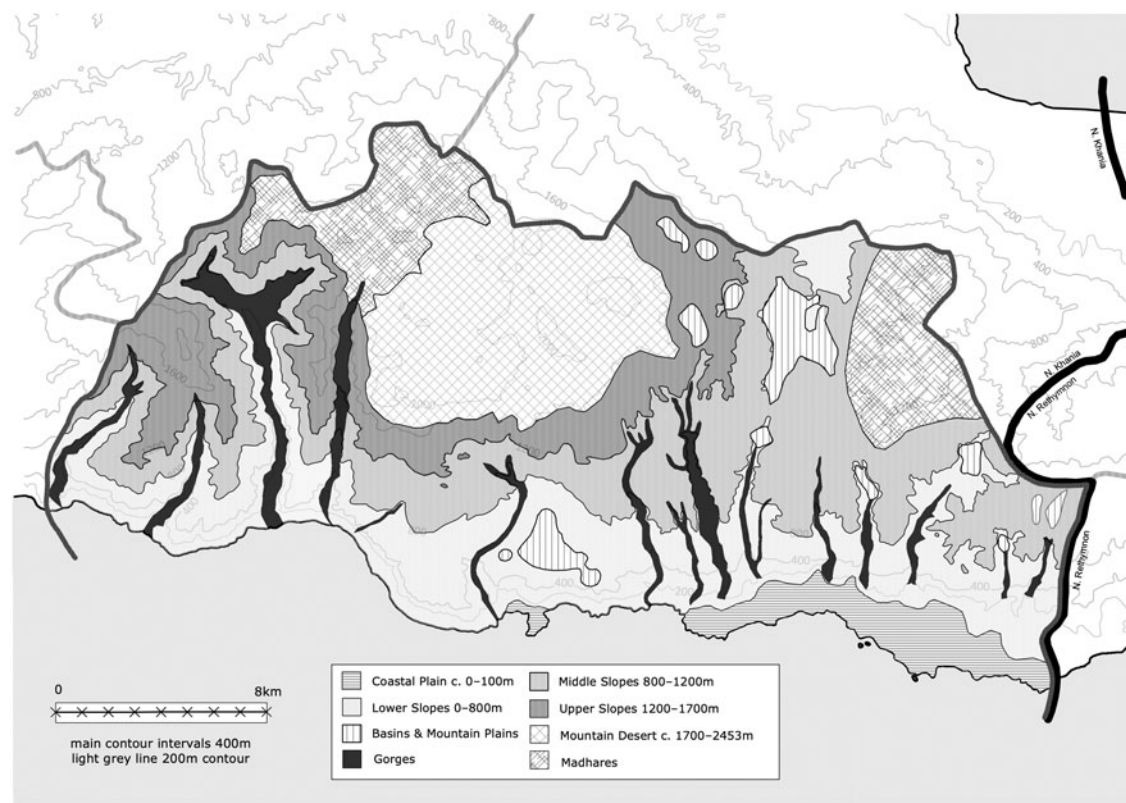 800
400
1200
N. Khania
1600
200
400
800
N. Khania
N. Rethymnon
1600
400
400
200
400
N. Rethymnon
0 8km
main contour intervals 400m
light grey line 200m contour
Coastal Plain c. 0–100m
Lower Slopes 0–800m
Basins & Mountain Plains
Gorges
Middle Slopes 800–1200m
Upper Slopes 1200–1700m
Mountain Desert c. 1700–2453m
Madhares